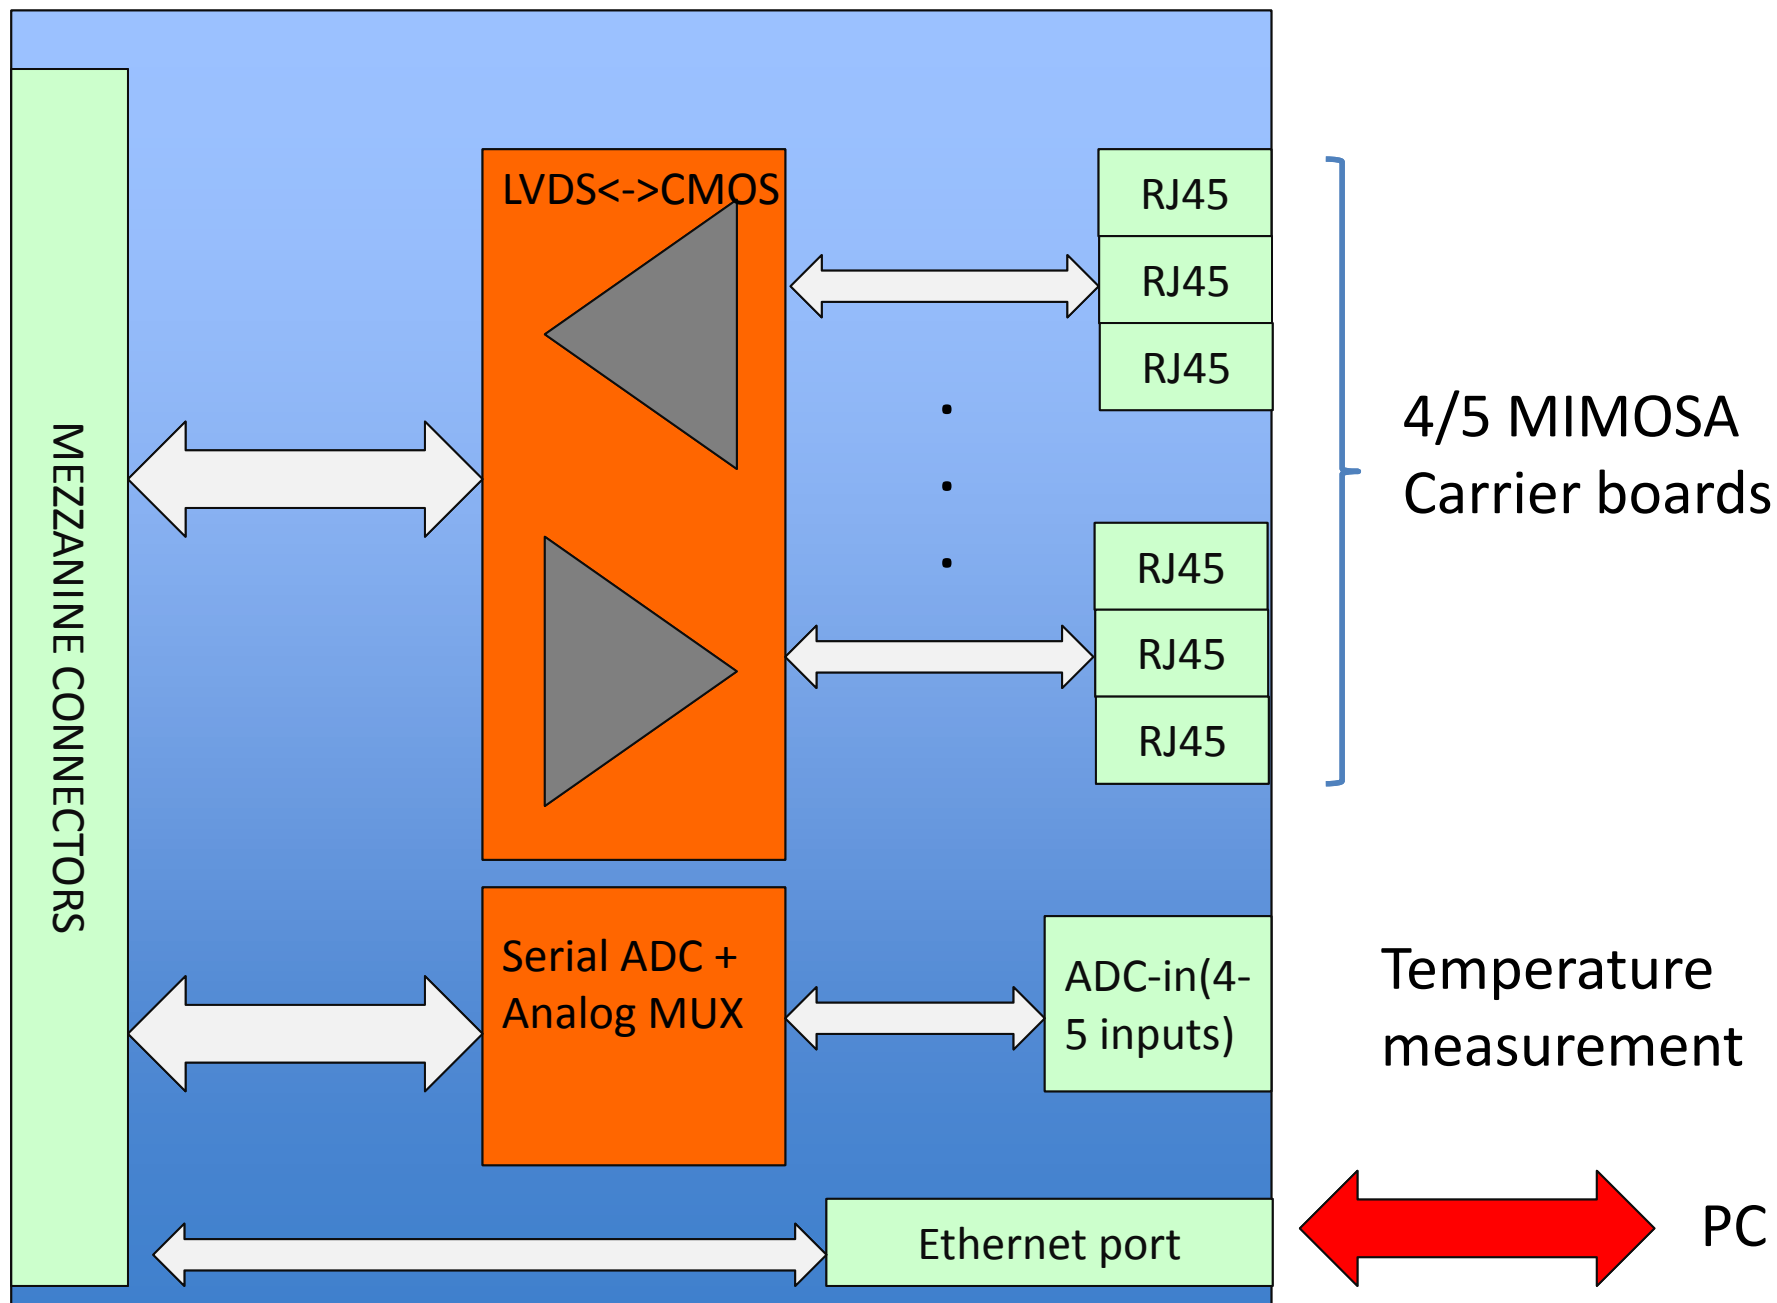 MEZZANINE CONNECTORS
LVDS<->CMOS
RJ45
RJ45
RJ45
.
.
.
RJ45
RJ45
RJ45
4/5 MIMOSA
Carrier boards
Serial ADC +
Analog MUX
ADC-in(4-
5 inputs)
Temperature
measurement
Ethernet port
PC